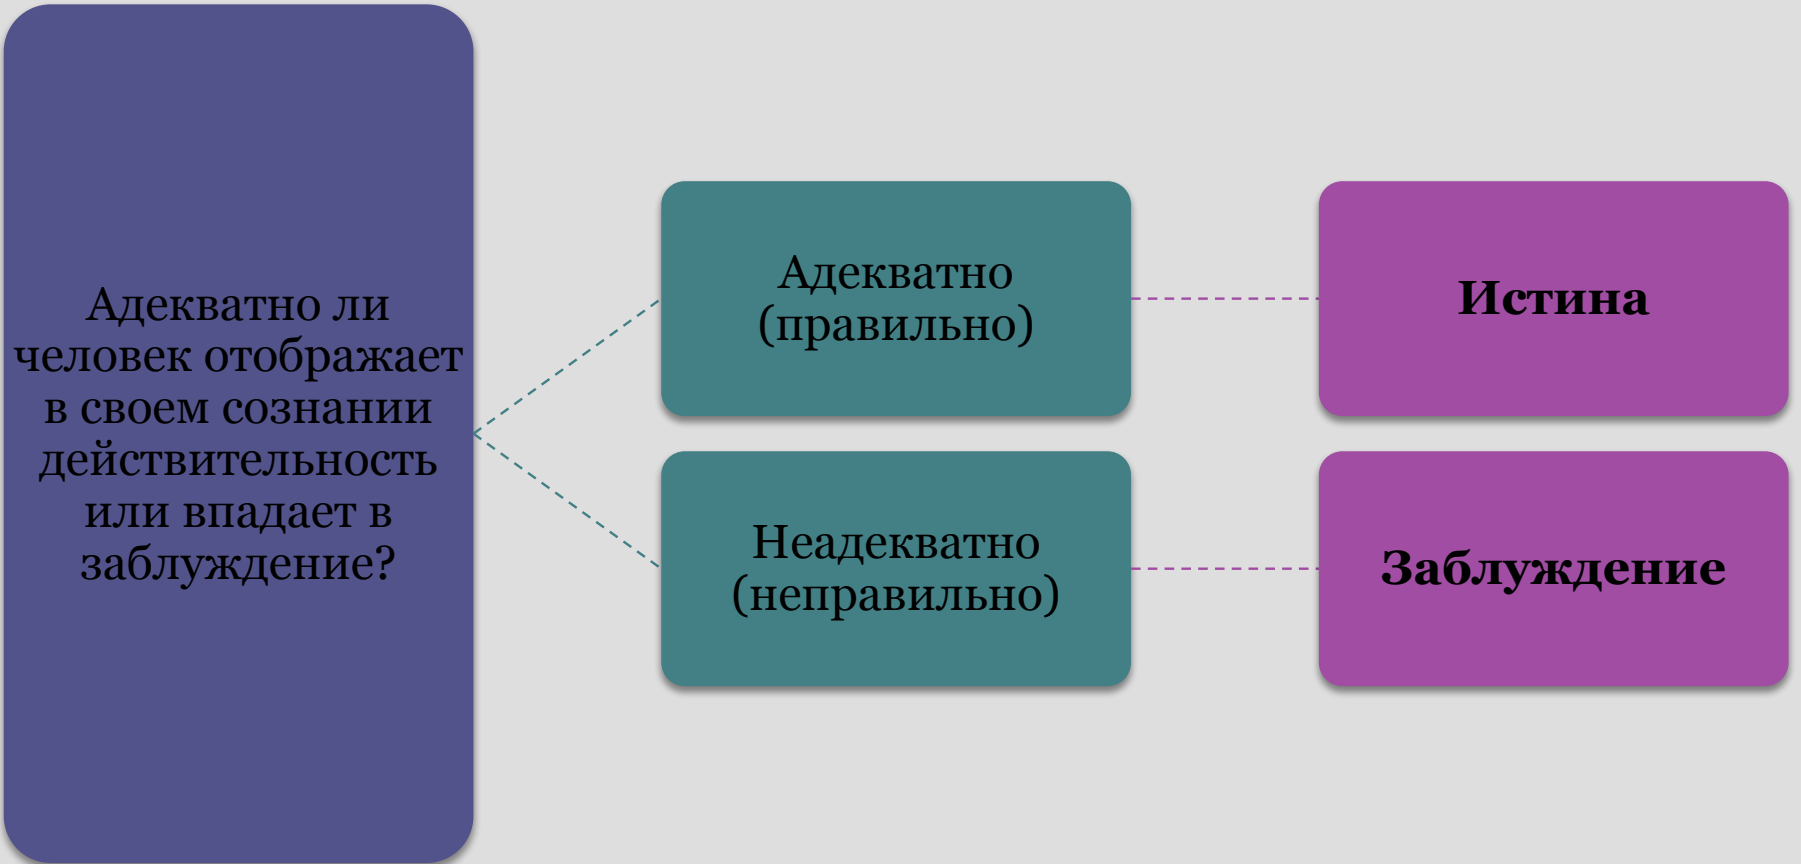 Адекватно ли
человек отображает
в своем сознании
действительность
или впадает в
заблуждение?
Адекватно
(правильно)
Истина
Неадекватно
(неправильно)
Заблуждение